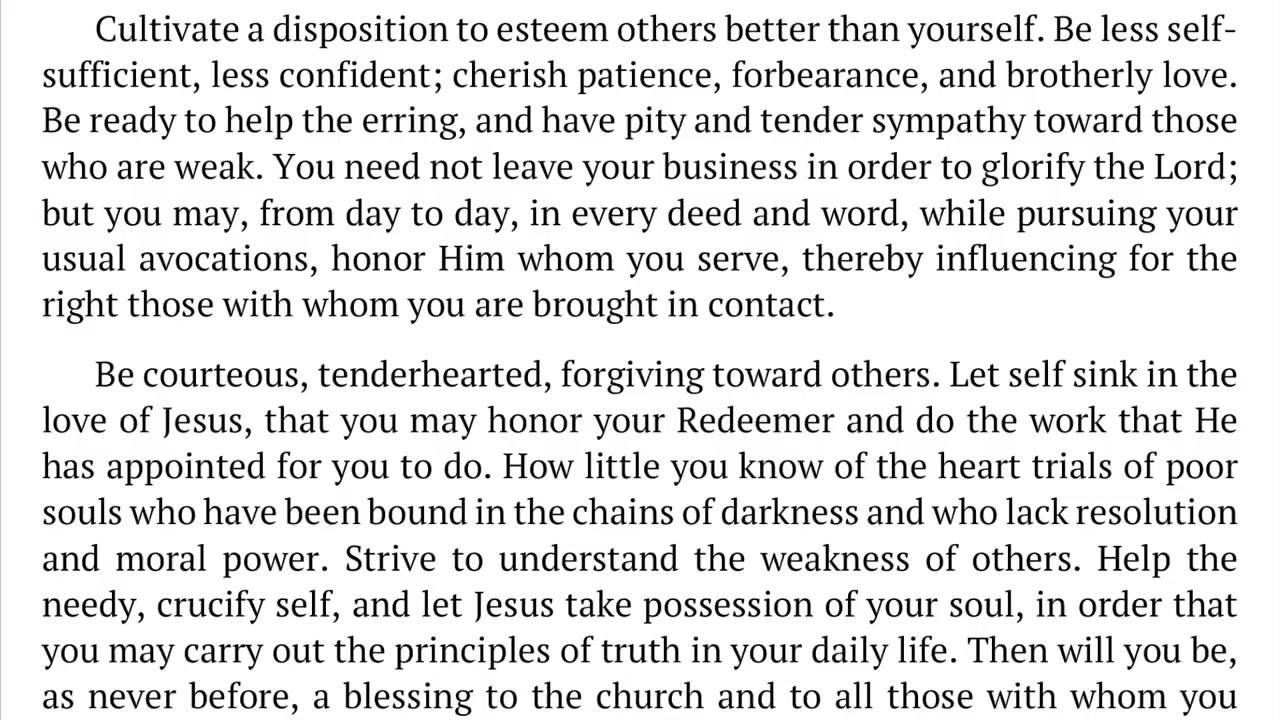 Cultivate a disposition to esteem others better than yourself. Be less self-
sufficient, less confident; cherish patience, forbearance, and brotherly love.
Be ready to help the erring, and have pity and tender sympathy toward those
who are weak. You need not leave your business in order to glorify the Lord;
but you may, from day to day, in every deed and word, while pursuing your
usual avocations, honor Him whom you serve, thereby influencing for the
right those with whom you are brought in contact.
Be courteous, tenderhearted, forgiving toward others. Let self sink in the
love of Jesus, that you may honor your Redeemer and do the work that He
has appointed for you to do. How little you know of the heart trials of poor
souls who have been bound in the chains of darkness and who lack resolution
and moral power. Strive to understand the weakness of others. Help the
needy, crucify self, and let Jesus take possession of your soul, in order that
you may carry out the principles of truth in your daily life. Then will you be,
as never before, a blessing to the church and to all those with whom you